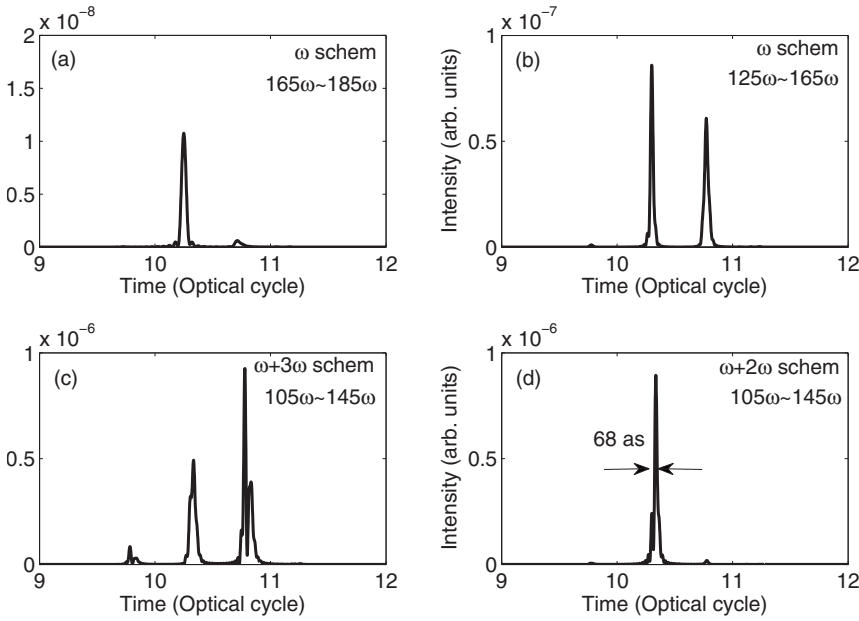 x 10⁻⁸
2
1.5
1
0.5
0
9
10
11
12
(a)
ω schem
165ω~185ω
Time (Optical cycle)
x 10⁻⁷
1
0.5
0
9
10
11
12
(b)
ω schem
125ω~165ω
Intensity (arb. units)
Time (Optical cycle)
x 10⁻⁶
1
0.5
0
9
10
11
12
(c)
ω+3ω schem
105ω~145ω
Time (Optical cycle)
x 10⁻⁶
1
0.5
0
9
10
11
12
(d)
ω+2ω schem
105ω~145ω
68 as
Intensity (arb. units)
Time (Optical cycle)